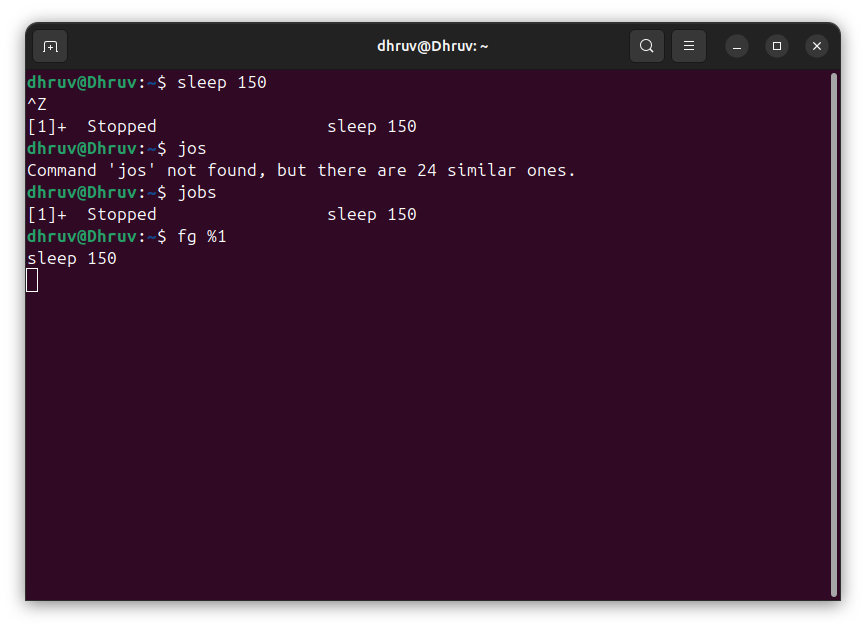 dhruv@Dhruv: ~
dhruv@Dhruv:~$ sleep 150
^Z
[1]+  Stopped                 sleep 150
dhruv@Dhruv:~$ jos
Command 'jos' not found, but there are 24 similar ones.
dhruv@Dhruv:~$ jobs
[1]+  Stopped                 sleep 150
dhruv@Dhruv:~$ fg %1
sleep 150